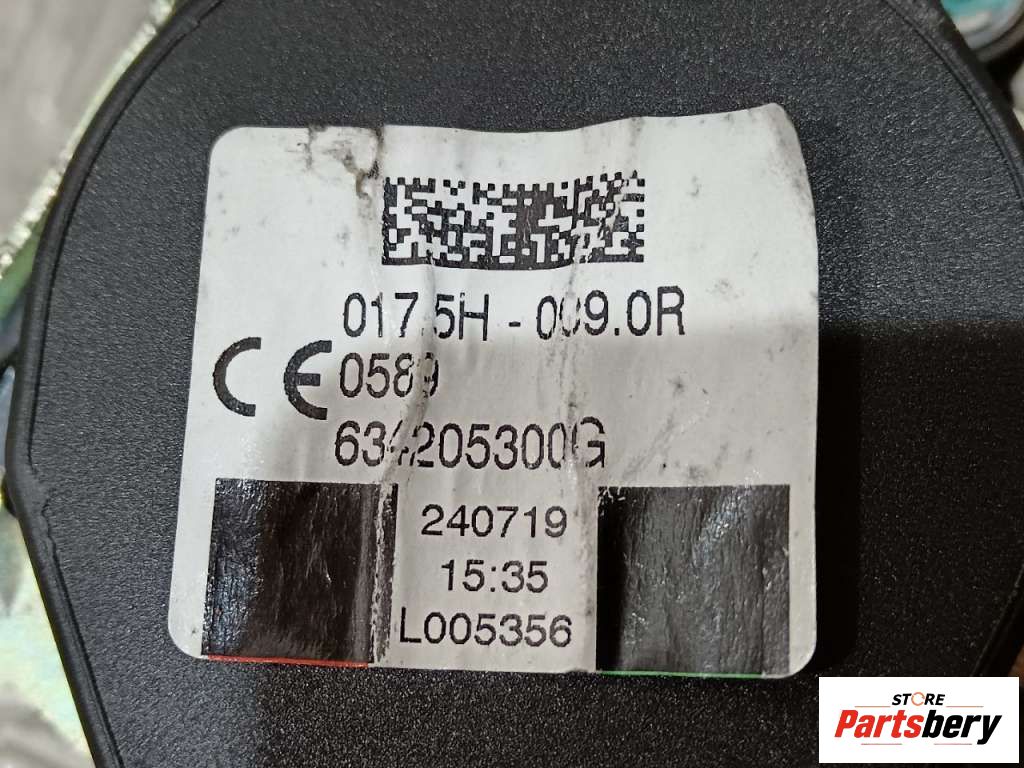 017.5H - 009.0R
CE 0589
634205300G
240719
15:35
L005356
STORE
Partsbery